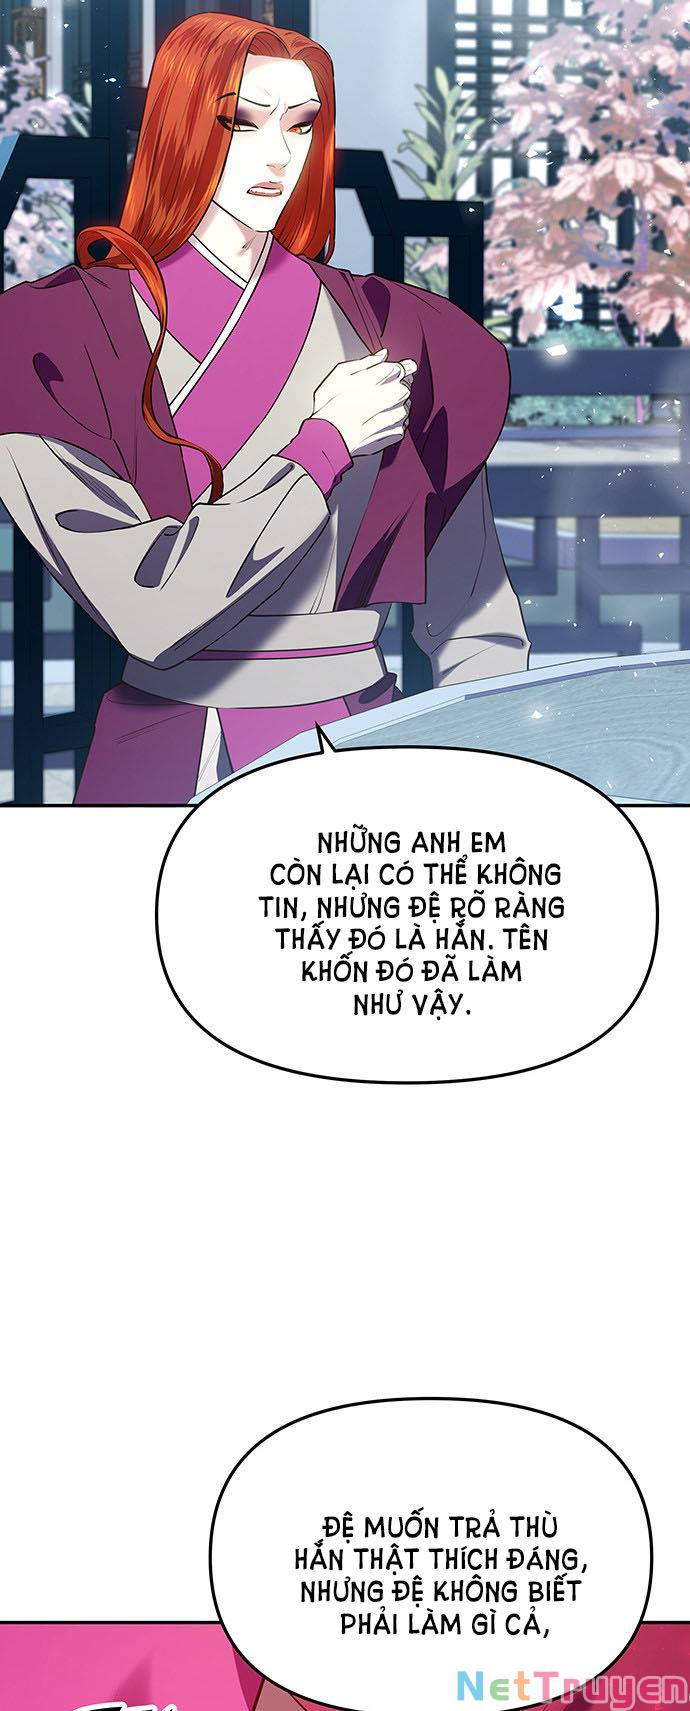 NHỮNG ANH EM
CÒN LẠI CÓ THỂ KHÔNG
TIN, NHƯNG ĐỆ RÕ RÀNG
THẤY ĐÓ LÀ HẮN. TÊN
KHỐN ĐÓ ĐÃ LÀM
NHƯ VẬY.
ĐỆ MUỐN TRẢ THÙ
HẮN THẬT THÍCH ĐÁNG,
NHƯNG ĐỆ KHÔNG BIẾT
PHẢI LÀM GÌ CẢ,
NetTruyen